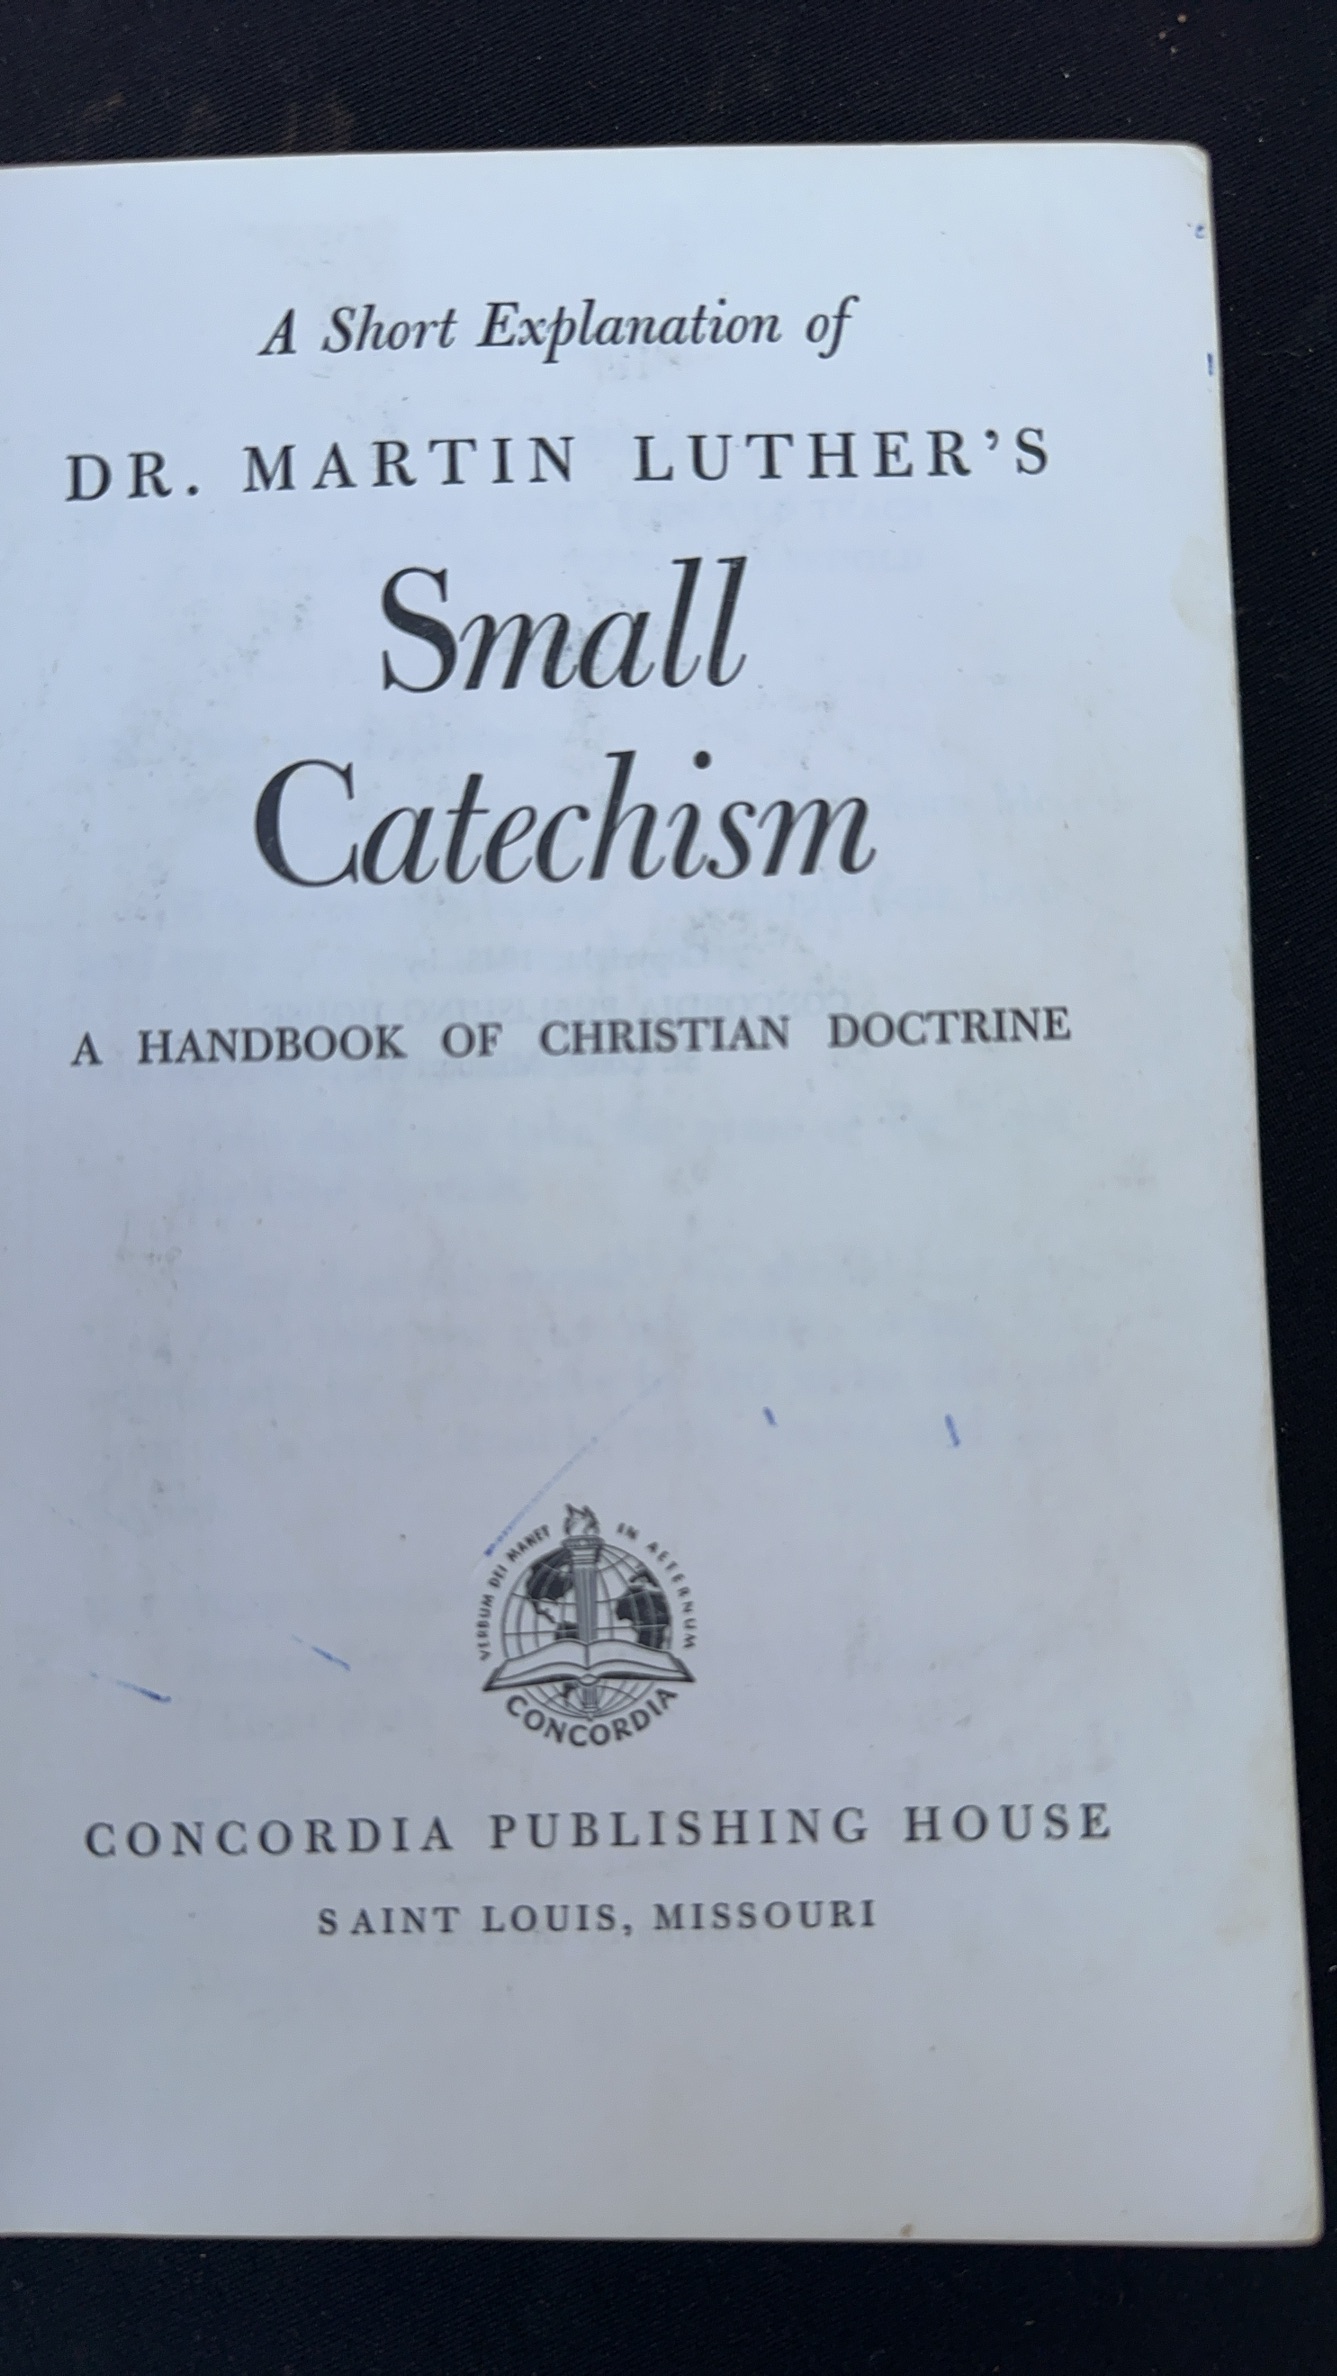 A Short Explanation of
DR. MARTIN LUTHER’S
Small
Catechism
A HANDBOOK OF CHRISTIAN DOCTRINE
VERBUM DEI MANET IN AETERNUM
CONCORDIA
CONCORDIA PUBLISHING HOUSE
SAINT LOUIS, MISSOURI